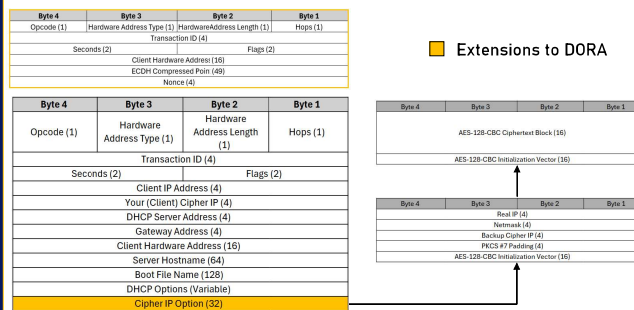 Byte 4 Byte 3 Byte 2 Byte 1
Opcode (1) Hardware Address Type (1) HardwareAddress Length (1) Hops (1)
Transaction ID (4)
Seconds (2) Flags (2)
Client Hardware Address (16)
ECDH Compressed Poin (49)
Nonce (4)
Extensions to DORA
Byte 4 Byte 3 Byte 2 Byte 1
Opcode (1) Hardware Address Type (1) Hardware Address Length (1) Hops (1)
Transaction ID (4)
Seconds (2) Flags (2)
Client IP Address (4)
Your (Client) Cipher IP (4)
DHCP Server Address (4)
Gateway Address (4)
Client Hardware Address (16)
Server Hostname (64)
Boot File Name (128)
DHCP Options (Variable)
Cipher IP Option (32)
Byte 4 Byte 3 Byte 2 Byte 1
AES-128-CBC Ciphertext Block (16)
AES-128-CBC Initialization Vector (16)
Byte 4 Byte 3 Byte 2 Byte 1
Real IP (4)
Netmask (4)
Backup Cipher IP (4)
PKCS #7 Padding (4)
AES-128-CBC Initialization Vector (16)